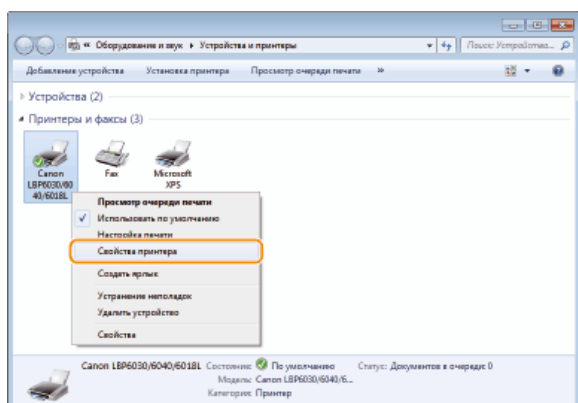 « Оборудование и звук ▸ Устройства и принтеры
Поиск: Устройства...
Добавление устройства Установка принтера Просмотр очереди печати »
Устройства (2)
Принтеры и факсы (3)
Canon LBP6030/60 40/6018L
Fax
Microsoft XPS
Просмотр очереди печати
Использовать по умолчанию
Настройка печати
Свойства принтера
Создать ярлык
Устранение неполадок
Удалить устройство
Свойства
Canon LBP6030/6040/6018L Состояние: По умолчанию Статус: Документов в очереди: 0
Модель: Canon LBP6030/6040/6...
Категория: Принтер